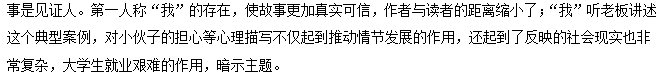 事是见证人。第一人称“我”的存在，使故事更加真实可信，作者与读者的距离缩小了；“我”听老板讲述
这个典型案例，对小伙子的担心等心理描写不仅起到推动情节发展的作用，还起到了反映的社会现实也非
常复杂，大学生就业艰难的作用，暗示主题。